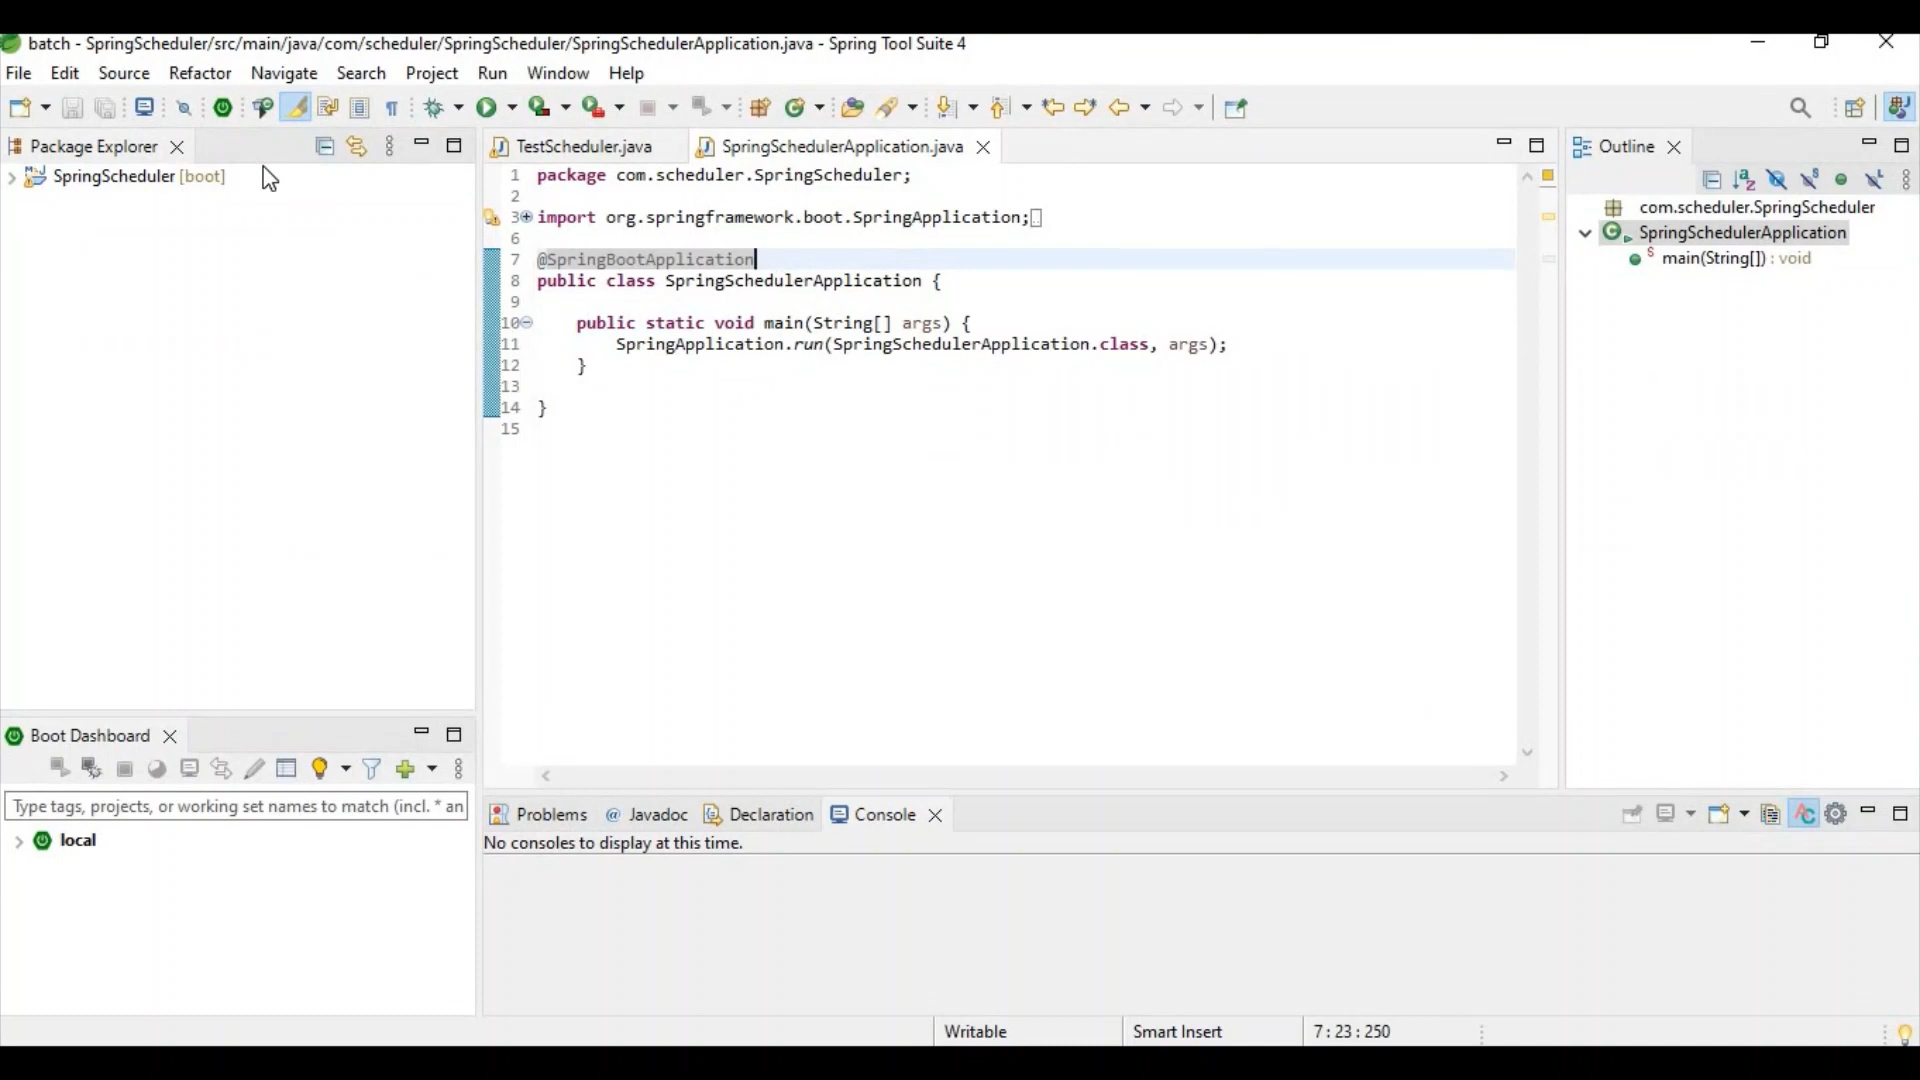 batch - SpringScheduler/src/main/java/com/scheduler/SpringScheduler/SpringSchedulerApplication.java - Spring Tool Suite 4
File Edit Source Refactor Navigate Search Project Run Window Help
Package Explorer
SpringScheduler [boot]
TestScheduler.java SpringSchedulerApplication.java
1 package com.scheduler.SpringScheduler;
2
3 import org.springframework.boot.SpringApplication;
6
7 @SpringBootApplication
8 public class SpringSchedulerApplication {
9
10 public static void main(String[] args) {
11 SpringApplication.run(SpringSchedulerApplication.class, args);
12 }
13
14 }
15
Outline
com.scheduler.SpringScheduler
SpringSchedulerApplication
main(String[]) : void
Boot Dashboard
Type tags, projects, or working set names to match (incl. * an
local
Problems @ Javadoc Declaration Console
No consoles to display at this time.
Writable Smart Insert 7 : 23 : 250